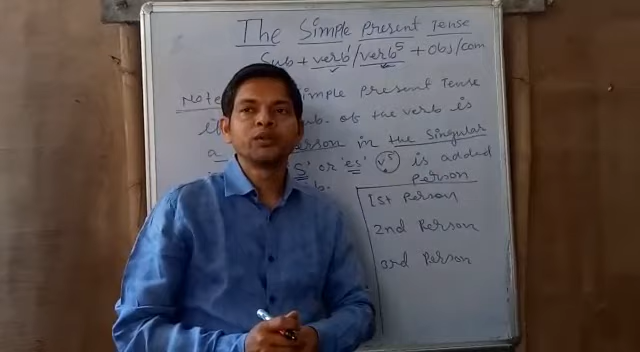 The Simple Present Tense
Sub + verb¹/verb⁵ + obj/com
Note Simple Present Tense
if sub. of the verb is
a person in the singular
's' or 'es' (v⁵) is added
b.
Person
1st Person
2nd Person
3rd Person